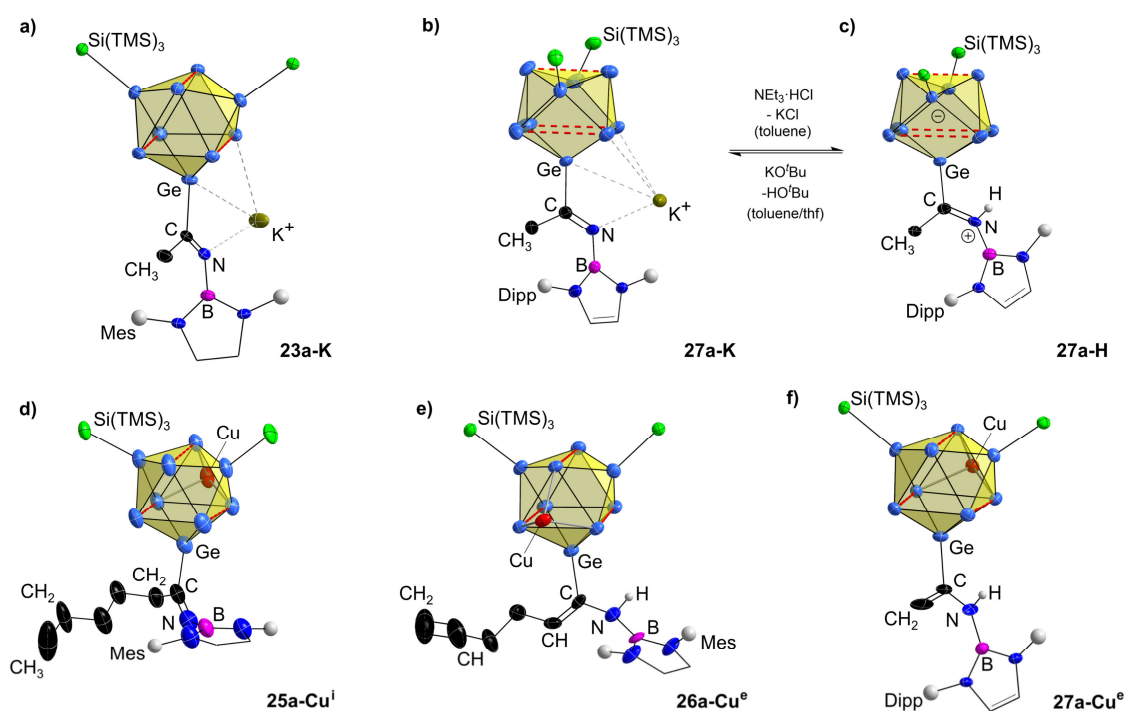 a)
Si(TMS)3
Ge
K+
C
N
CH3
B
Mes
23a-K
b)
Si(TMS)3
Ge
C
K+
N
CH3
B
Dipp
27a-K
NEt3·HCl
- KCl
(toluene)
KOtBu
-HOtBu
(toluene/thf)
c)
Si(TMS)3
⊖
Ge
H
C
N
CH3
⊕
B
Dipp
27a-H
d)
Si(TMS)3
Cu
Ge
CH2
C
CH2
N
B
Mes
CH3
25a-Cui
e)
Si(TMS)3
Cu
Ge
C
H
CH2
N
B
CH
CH
Mes
26a-Cue
f)
Si(TMS)3
Cu
Ge
C
H
CH2
N
B
Dipp
27a-Cue